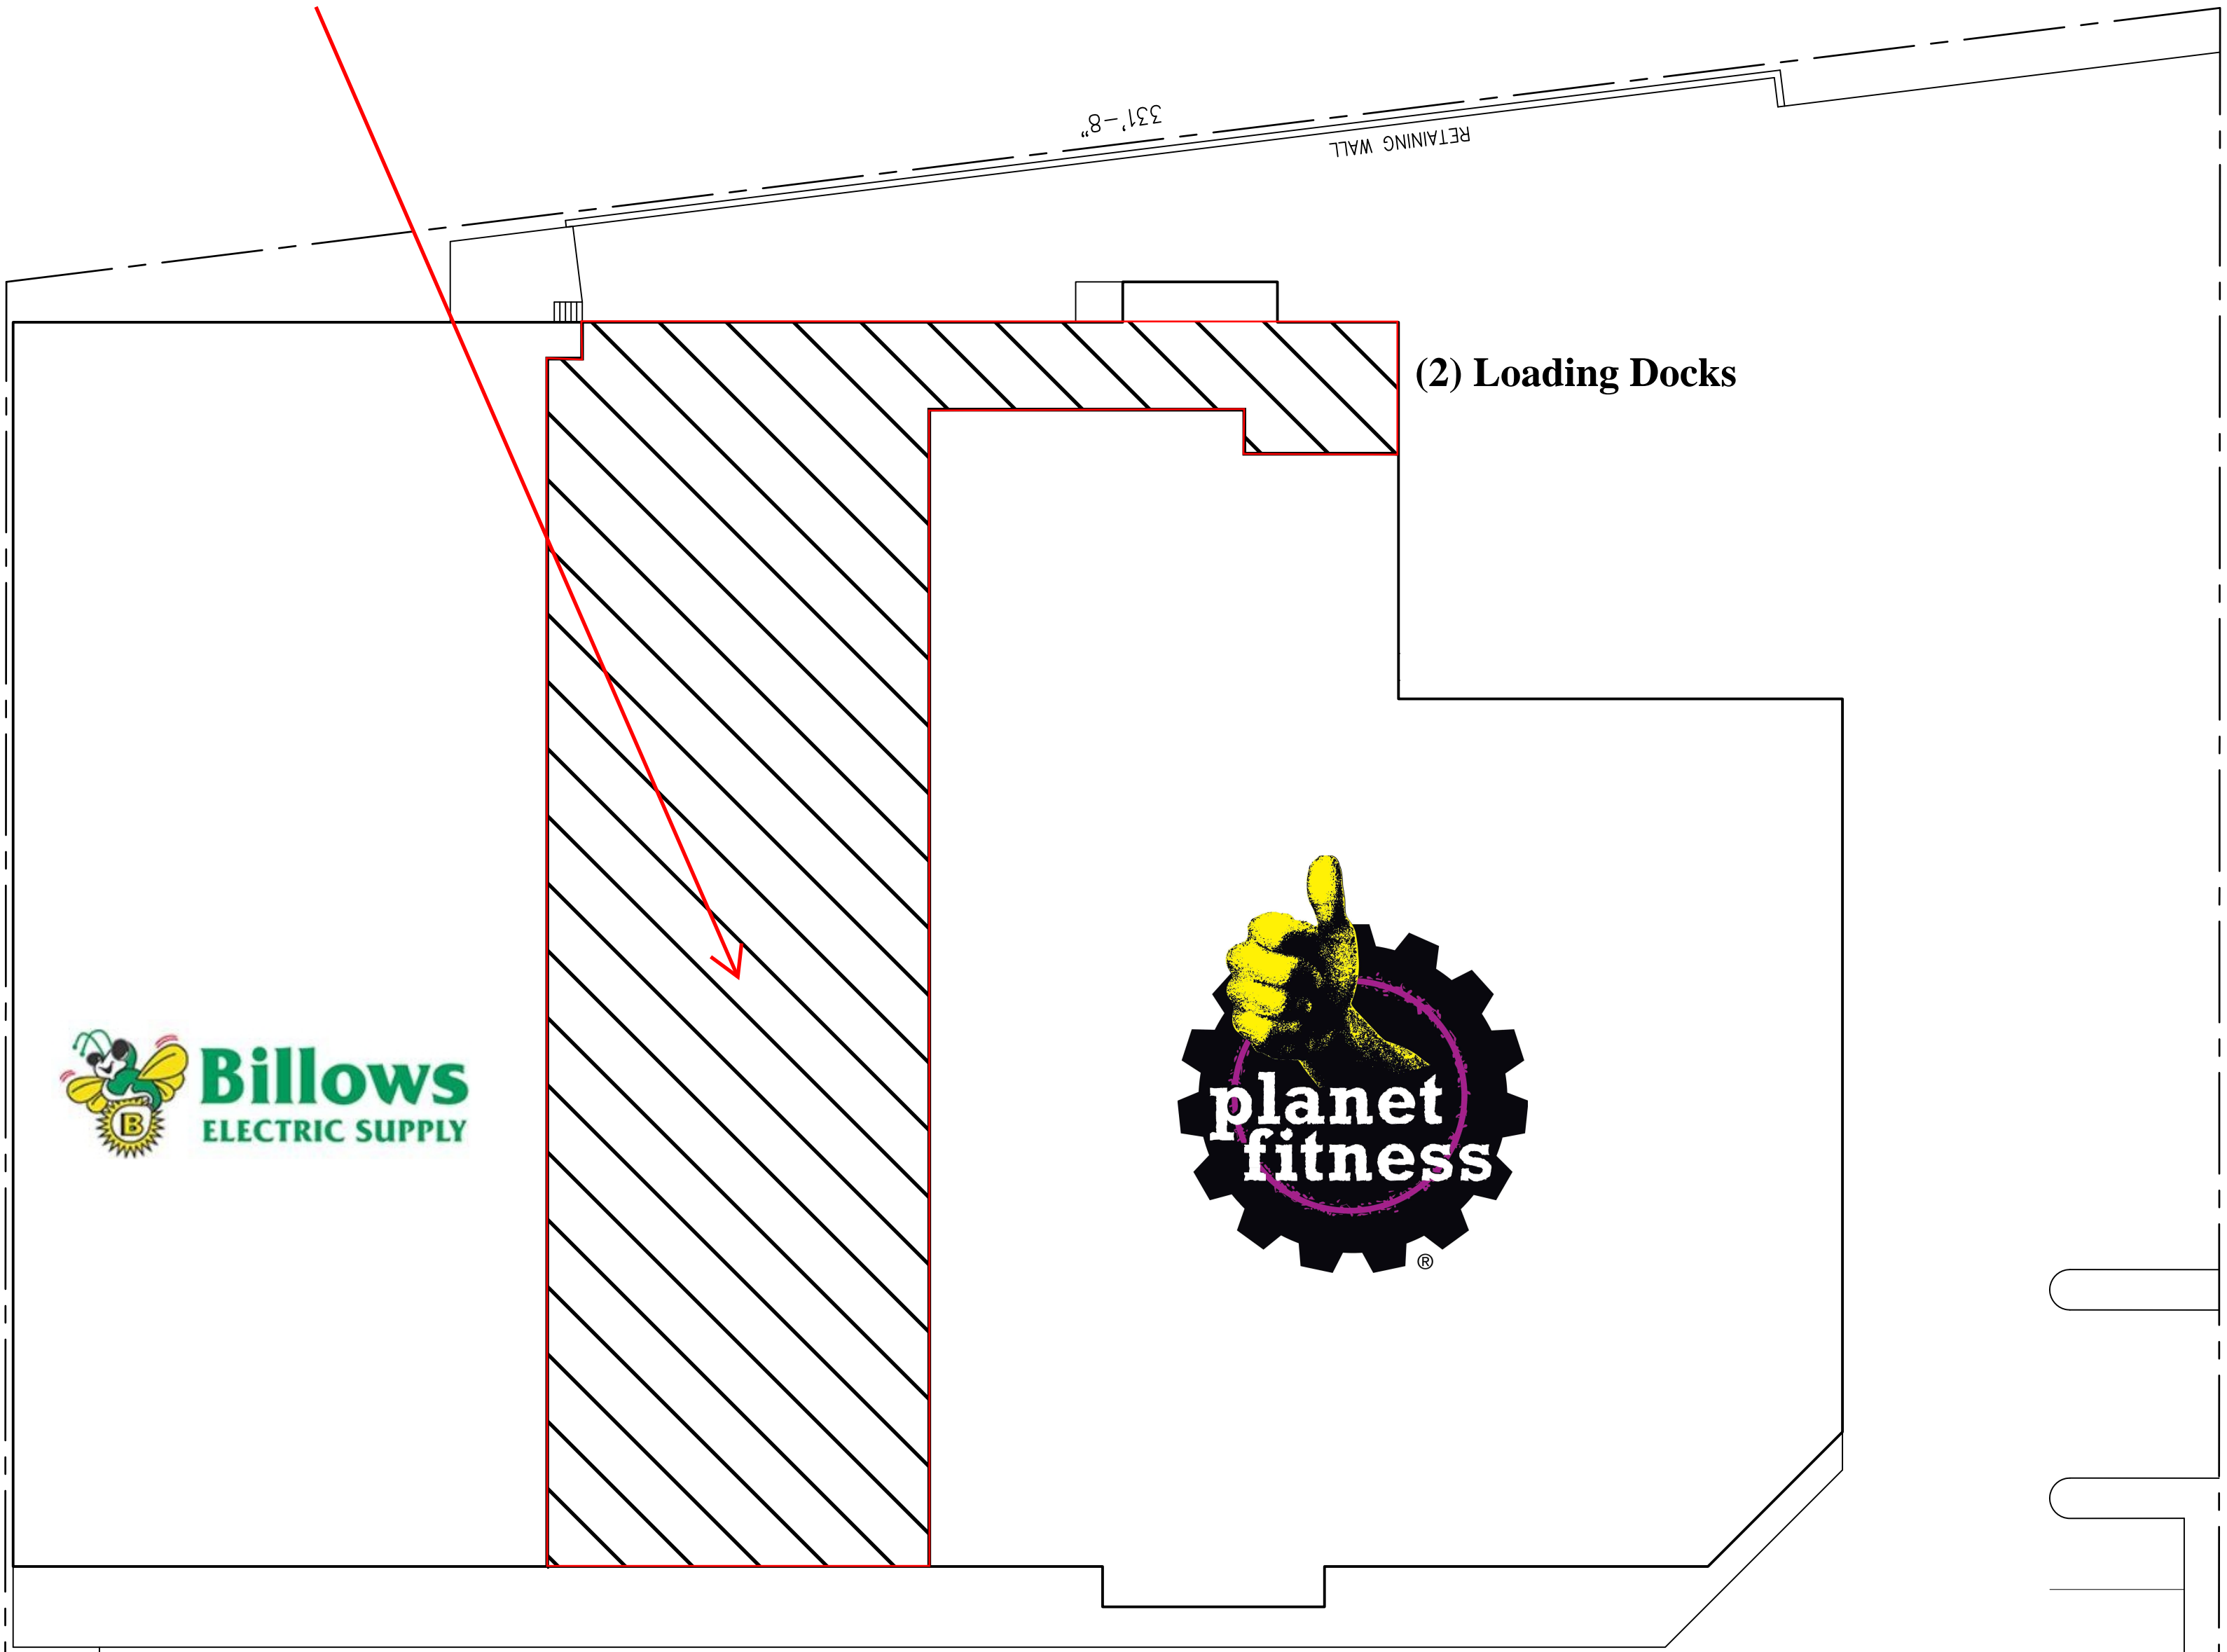 331'-8"
RETAINING WALL
(2) Loading Docks
Billows
ELECTRIC SUPPLY
B
planet
fitness
®